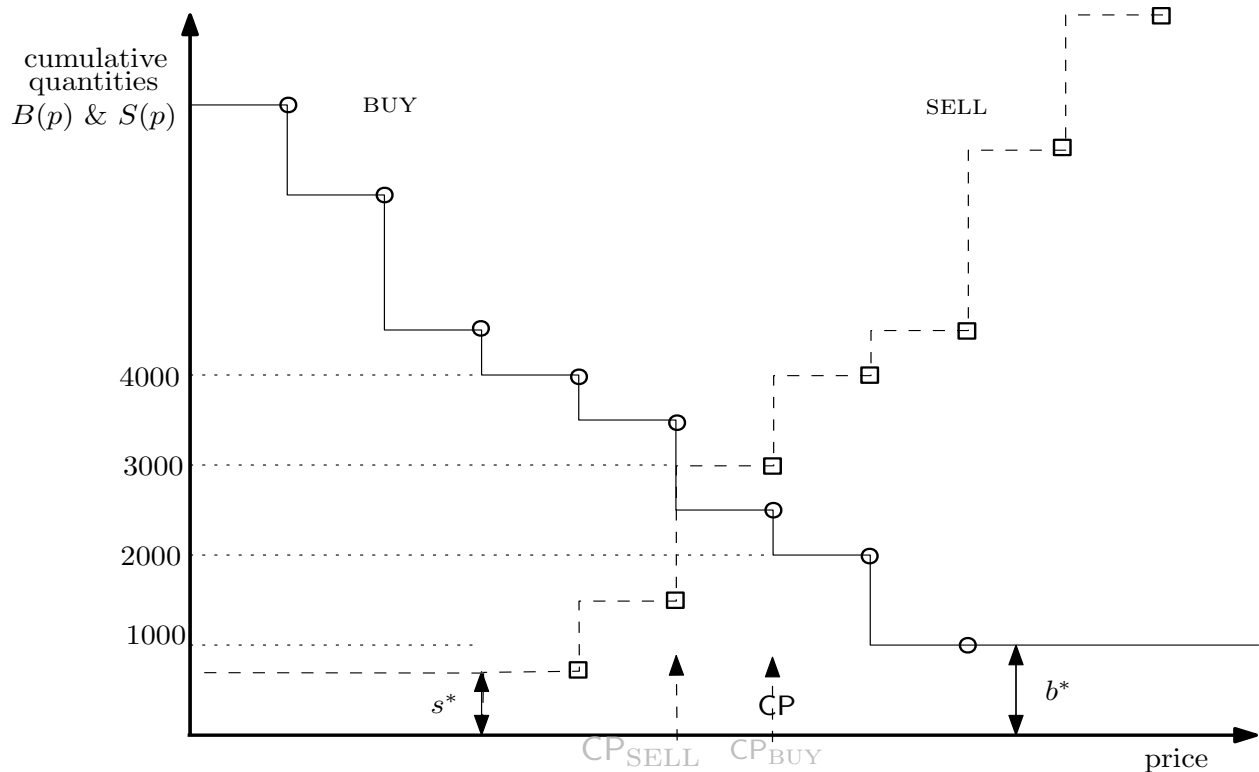 cumulative
quantities
B(p) & S(p)
BUY
SELL
4000
3000
2000
1000
s*
CP
b*
CP_SELL
CP_BUY
price